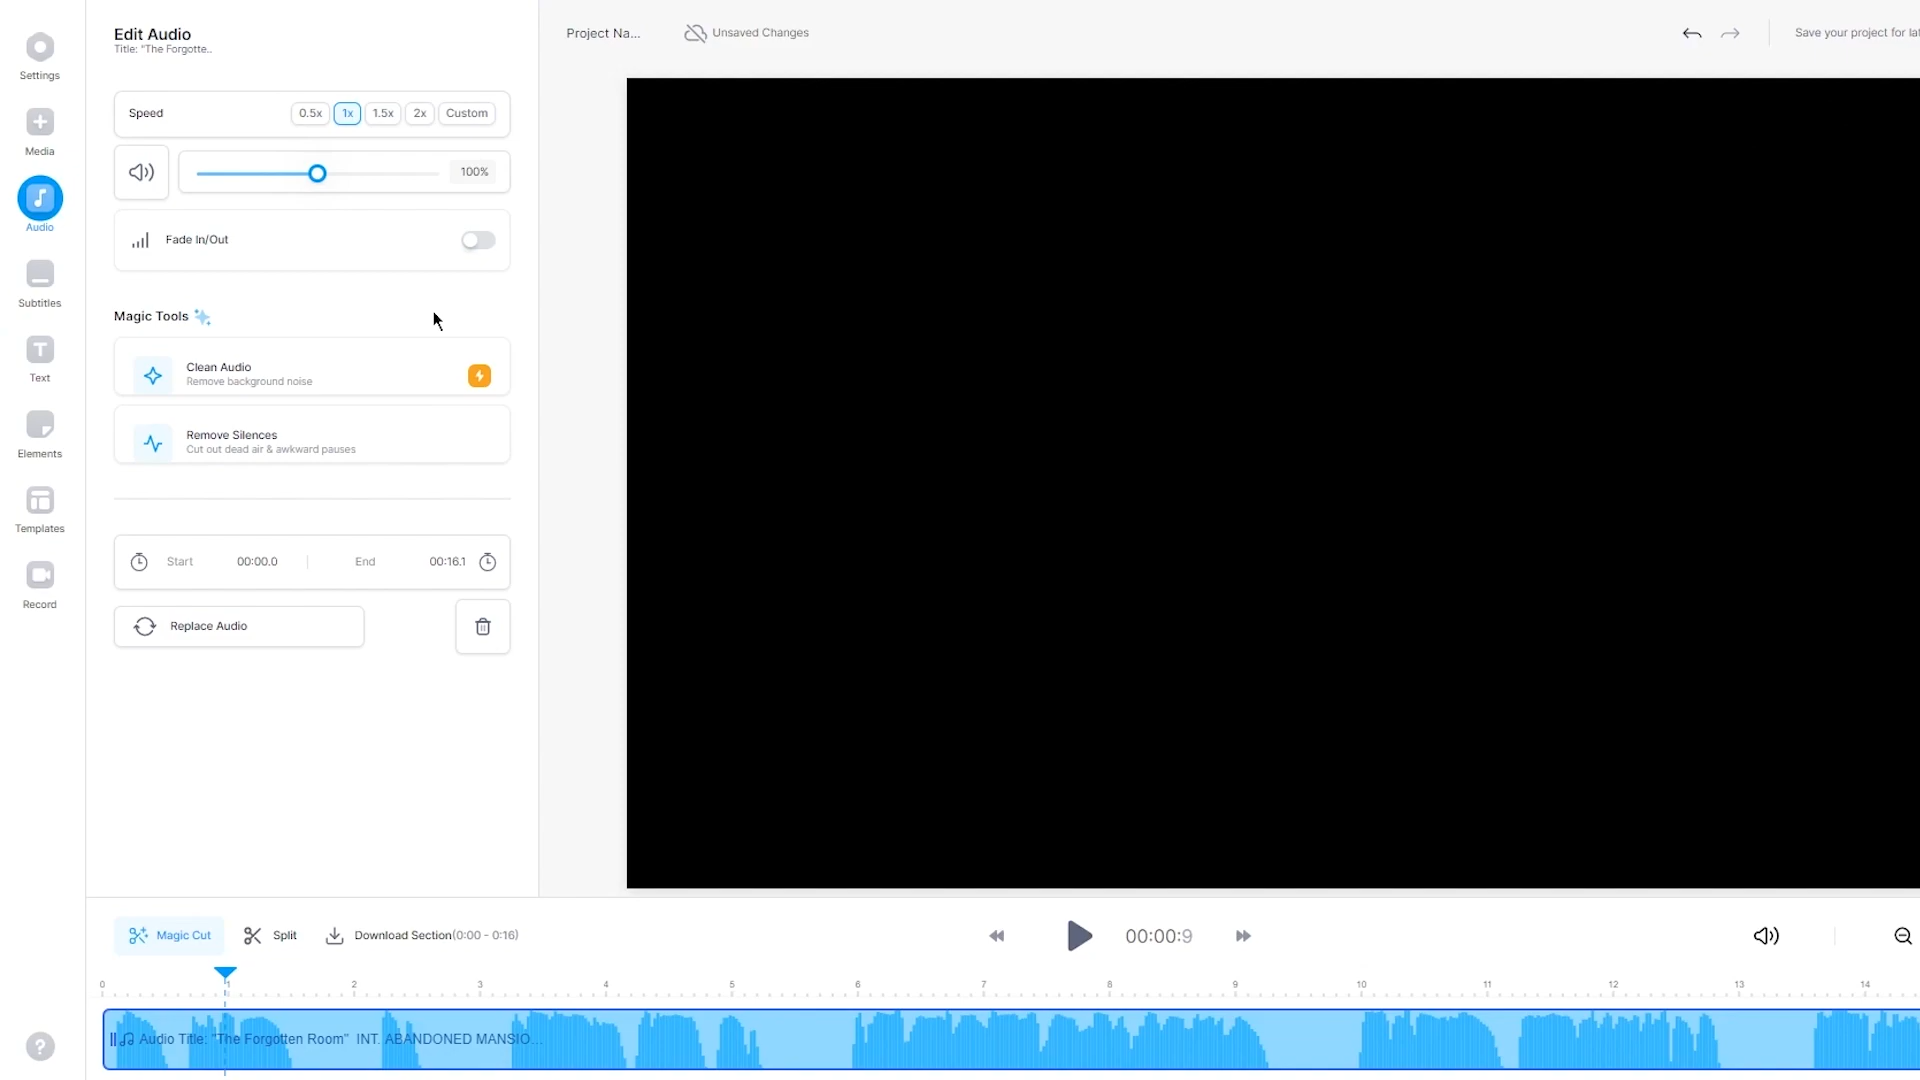 Settings
Media
Audio
Subtitles
Text
Elements
Templates
Record
Edit Audio
Title: "The Forgotte..
Speed
0.5x
1x
1.5x
2x
Custom
100%
Fade In/Out
Magic Tools
Clean Audio
Remove background noise
Remove Silences
Cut out dead air & awkward pauses
Start 00:00.0 End 00:16.1
Replace Audio
Project Na...
Unsaved Changes
Save your project for lat
Magic Cut
Split
Download Section(0:00 - 0:16)
00:00:9
0 1 2 3 4 5 6 7 8 9 10 11 12 13 14
Audio Title: "The Forgotten Room" INT. ABANDONED MANSIO...